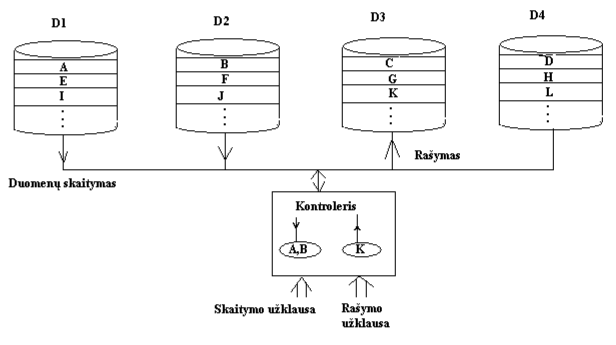 D1
D2
D3
D4
A
E
I
B
F
J
C
G
K
D
H
L
Duomenų skaitymas
Rašymas
Kontroleris
A,B
K
Skaitymo užklausa
Rašymo
užklausa